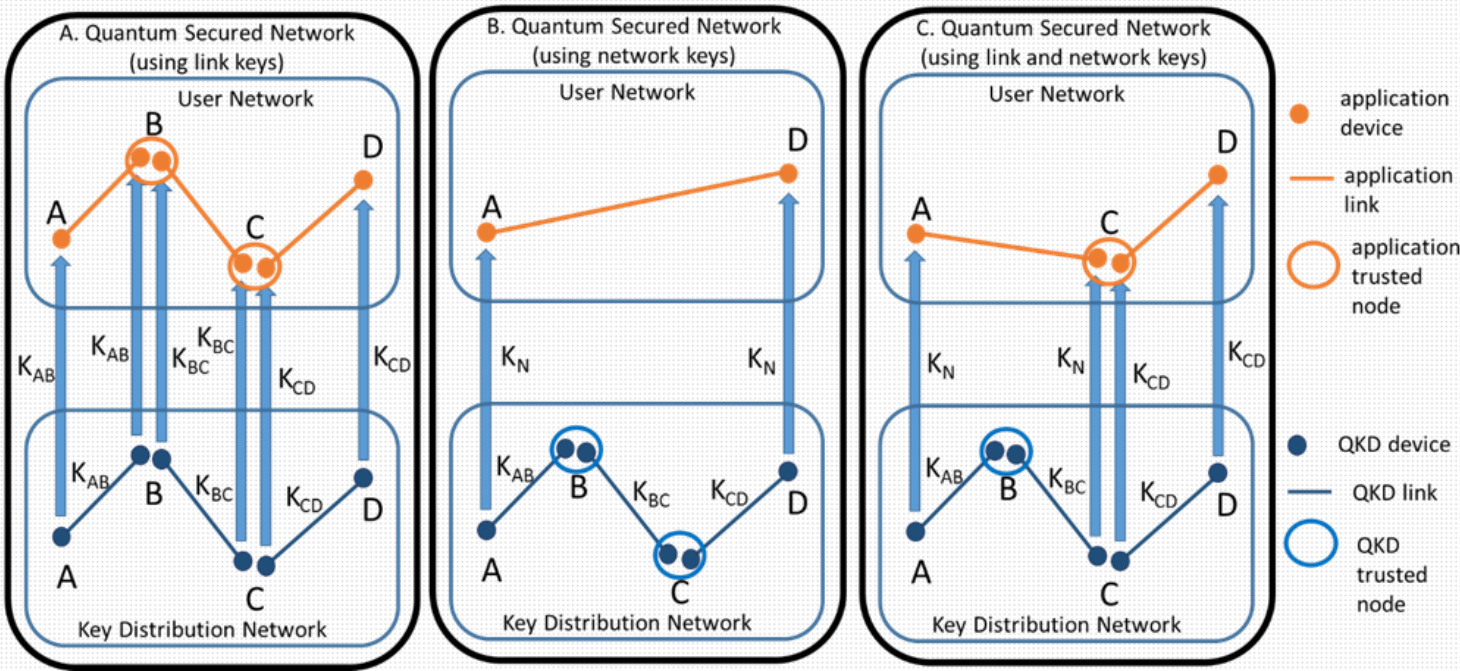 A. Quantum Secured Network
(using link keys)
User Network
B
D
A
C
K_AB
K_AB
K_BC
K_BC
K_CD
K_CD
K_AB
B
K_BC
K_CD
D
A
C
Key Distribution Network
B. Quantum Secured Network
(using network keys)
User Network
D
A
K_N
K_N
K_AB
B
K_BC
K_CD
D
A
C
Key Distribution Network
C. Quantum Secured Network
(using link and network keys)
User Network
D
A
C
K_N
K_N
K_CD
K_CD
K_AB
B
K_BC
K_CD
D
A
C
Key Distribution Network
application
device
application
link
application
trusted
node
QKD device
QKD link
QKD
trusted
node